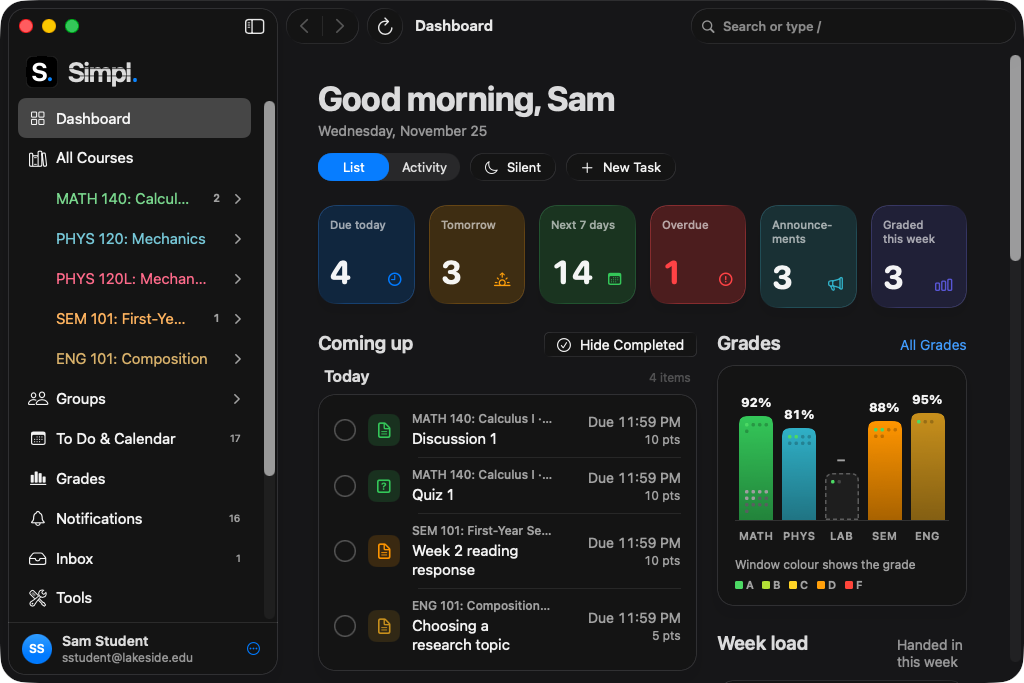 Dashboard
Search or type /
S.
Simpl.
Dashboard
All Courses
MATH 140: Calcul... 2
PHYS 120: Mechanics
PHYS 120L: Mechan...
SEM 101: First-Ye... 1
ENG 101: Composition
Groups
To Do & Calendar 17
Grades
Notifications 16
Inbox 1
Tools
SS
Sam Student
sstudent@lakeside.edu
Good morning, Sam
Wednesday, November 25
List Activity Silent + New Task
Due today
4
Tomorrow
3
Next 7 days
14
Overdue
1
Announce-
ments
3
Graded
this week
3
Coming up
Hide Completed
Today
4 items
MATH 140: Calculus I ·...
Discussion 1
Due 11:59 PM
10 pts
MATH 140: Calculus I ·...
Quiz 1
Due 11:59 PM
10 pts
SEM 101: First-Year Se...
Week 2 reading
response
Due 11:59 PM
10 pts
ENG 101: Composition...
Choosing a
research topic
Due 11:59 PM
5 pts
Grades
All Grades
92% 81% – 88% 95%
MATH PHYS LAB SEM ENG
Window colour shows the grade
A B C D F
Week load
Handed in
this week